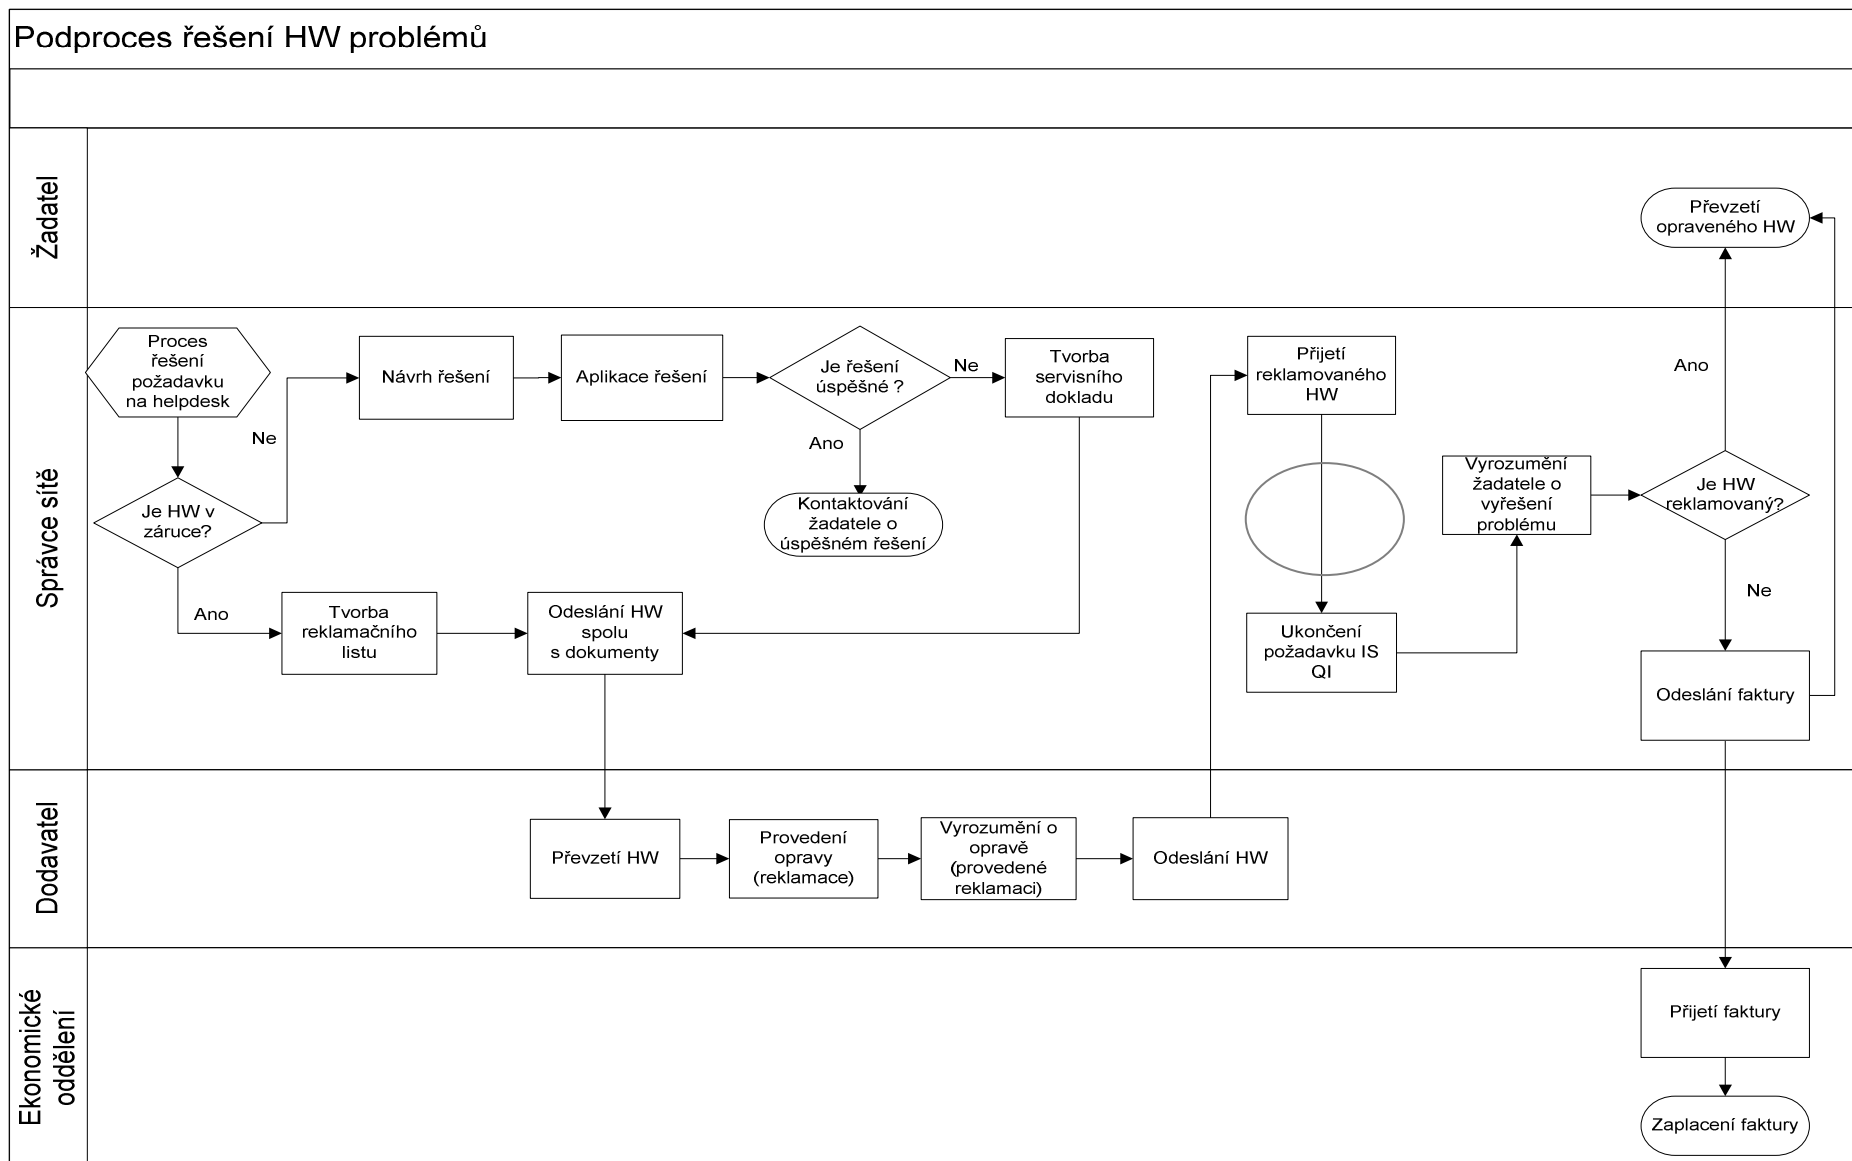 Podproces řešení HW problémů
Žadatel
Převzetí
opraveného HW
Ano
Správce sítě
Proces
řešení
požadavku
na helpdesk
Ne
Je HW v
záruce?
Ano
Návrh řešení
Aplikace řešení
Je řešení
úspěšné ?
Ne
Ano
Kontaktování
žadatele o
úspěšném řešení
Tvorba
servisního
dokladu
Tvorba
reklamačního
listu
Odeslání HW
spolu
s dokumenty
Přijetí
reklamovaného
HW
Ukončení
požadavku IS
QI
Vyrozumění
žadatele o
vyřešení
problému
Je HW
reklamovaný?
Ne
Odeslání faktury
Dodavatel
Převzetí HW
Provedení
opravy
(reklamace)
Vyrozumění o
opravě
(provedené
reklamaci)
Odeslání HW
Ekonomické
oddělení
Přijetí faktury
Zaplacení faktury